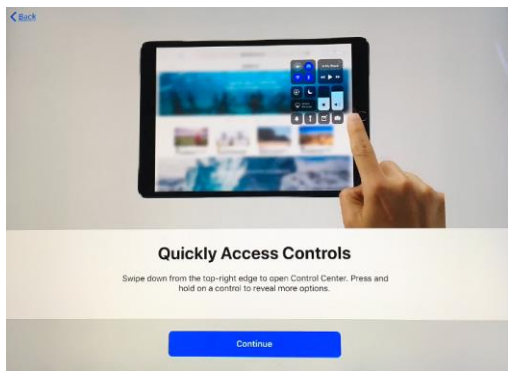 Back
Quickly Access Controls
Swipe down from the top-right edge to open Control Center. Press and
hold on a control to reveal more options.
Continue